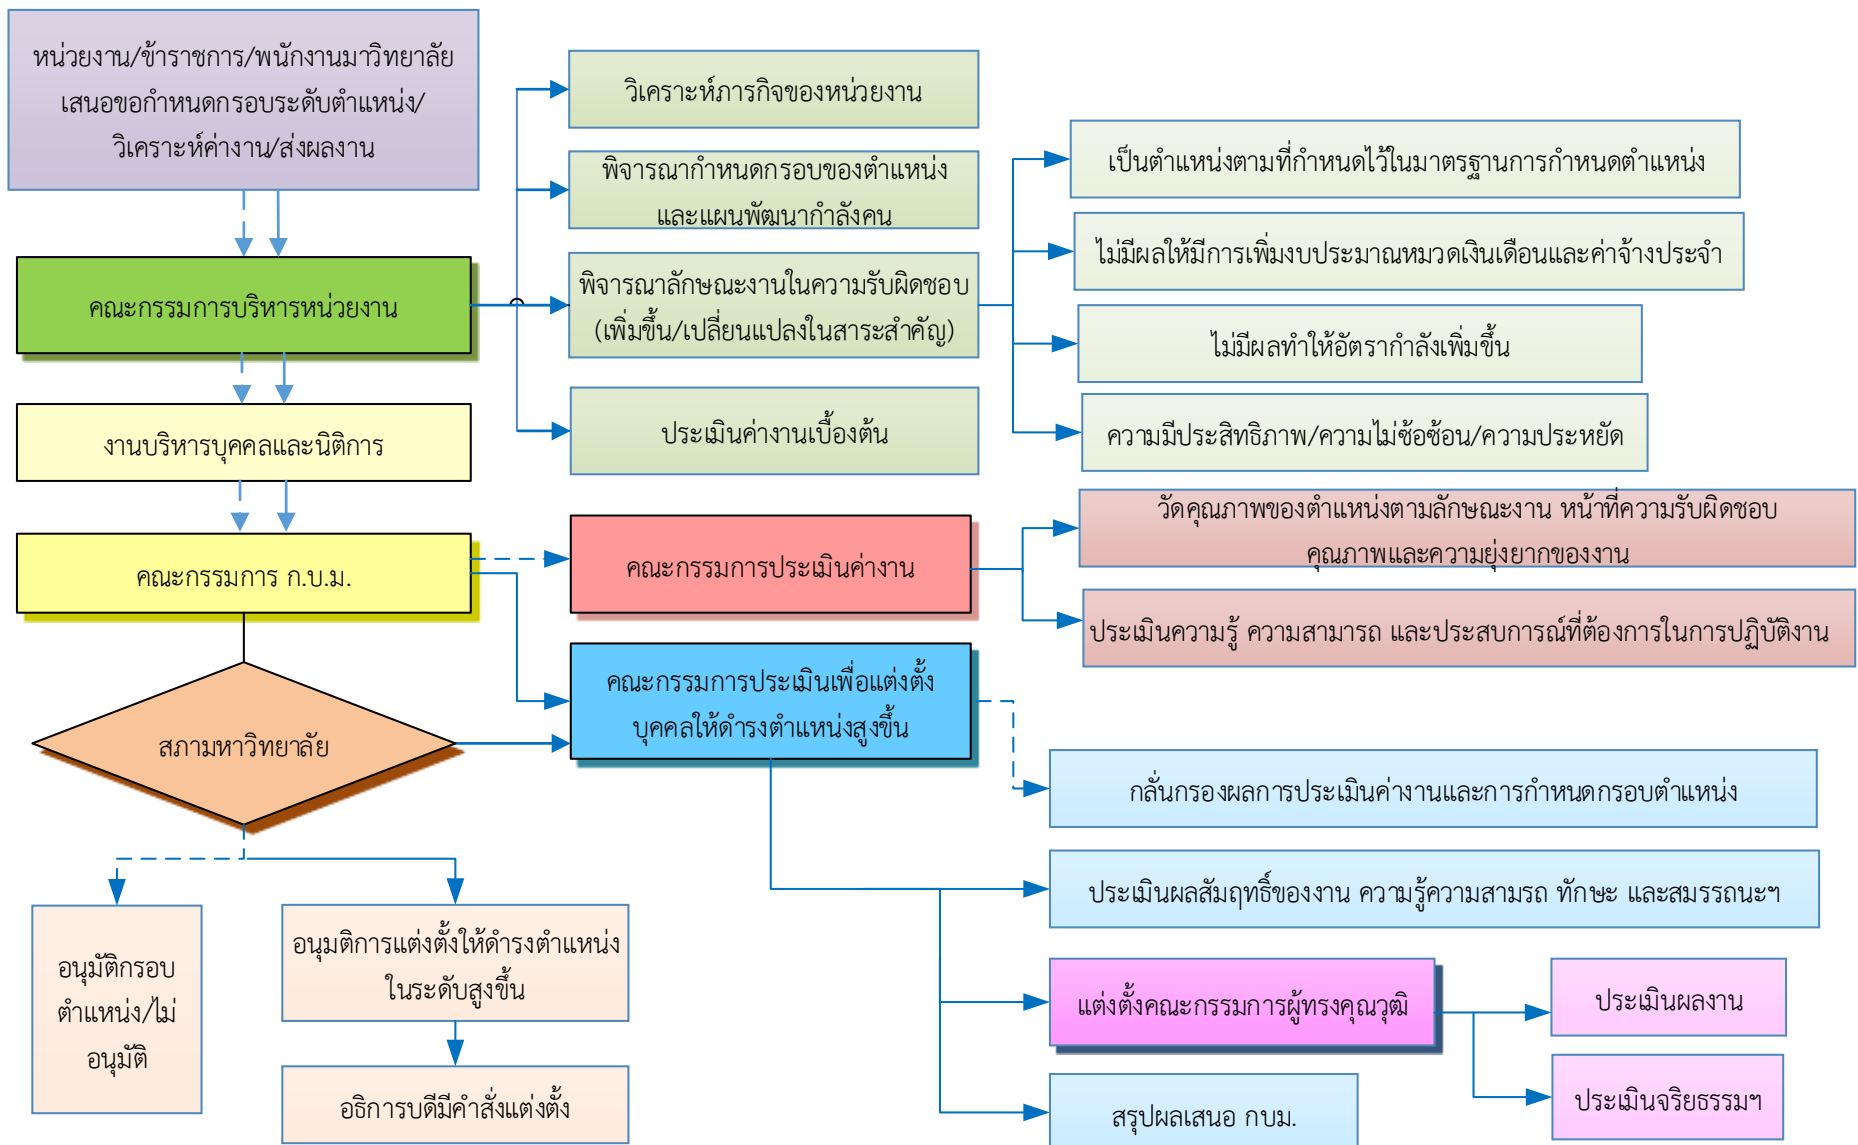 หน่วยงาน/ข้าราชการ/พนักงานมาวิทยาลัย
เสนอขอกำหนดกรอบระดับตำแหน่ง/
วิเคราะห์ค่างาน/ส่งผลงาน
คณะกรรมการบริหารหน่วยงาน
งานบริหารบุคคลและนิติการ
คณะกรรมการ ก.บ.ม.
สภามหาวิทยาลัย
อนุมัติกรอบ
ตำแหน่ง/ไม่
อนุมัติ
อนุมติการแต่งตั้งให้ดำรงตำแหน่ง
ในระดับสูงขึ้น
อธิการบดีมีคำสั่งแต่งตั้ง
วิเคราะห์ภารกิจของหน่วยงาน
พิจารณากำหนดกรอบของตำแหน่ง
และแผนพัฒนากำลังคน
พิจารณาลักษณะงานในความรับผิดชอบ
(เพิ่มขึ้น/เปลี่ยนแปลงในสาระสำคัญ)
ประเมินค่างานเบื้องต้น
เป็นตำแหน่งตามที่กำหนดไว้ในมาตรฐานการกำหนดตำแหน่ง
ไม่มีผลให้มีการเพิ่มงบประมาณหมวดเงินเดือนและค่าจ้างประจำ
ไม่มีผลทำให้อัตรากำลังเพิ่มขึ้น
ความมีประสิทธิภาพ/ความไม่ซ้อซ้อน/ความประหยัด
คณะกรรมการประเมินค่างาน
วัดคุณภาพของตำแหน่งตามลักษณะงาน หน้าที่ความรับผิดชอบ
คุณภาพและความยุ่งยากของงาน
ประเมินความรู้ ความสามารถ และประสบการณ์ที่ต้องการในการปฏิบัติงาน
คณะกรรมการประเมินเพื่อแต่งตั้ง
บุคคลให้ดำรงตำแหน่งสูงขึ้น
กลั่นกรองผลการประเมินค่างานและการกำหนดกรอบตำแหน่ง
ประเมินผลสัมฤทธิ์ของงาน ความรู้ความสามรถ ทักษะ และสมรรถนะฯ
แต่งตั้งคณะกรรมการผู้ทรงคุณวุฒิ
ประเมินผลงาน
ประเมินจริยธรรมฯ
สรุปผลเสนอ กบม.